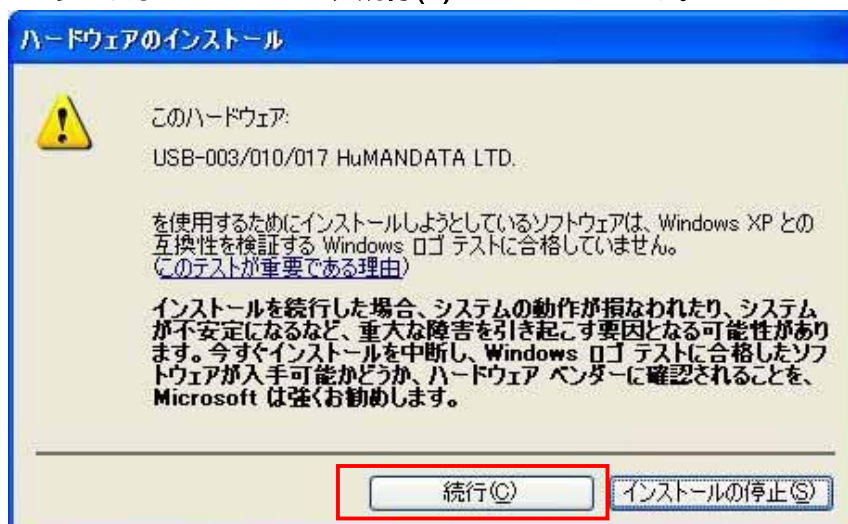 ハードウェアのインストール
このハードウェア:
USB-003/010/017 HuMANDATA LTD.
を使用するためにインストールしようとしているソフトウェアは、Windows XP との
互換性を検証する Windows ロゴ テストに合格していません。
(このテストが重要である理由)
インストールを続行した場合、システムの動作が損なわれたり、システム
が不安定になるなど、重大な障害を引き起こす要因となる可能性があり
ます。今すぐインストールを中断し、Windows ロゴ テストに合格したソフ
トウェアが入手可能かどうか、ハードウェア ベンダーに確認されることを、
Microsoft は強くお勧めします。
続行(C)
インストールの停止(S)